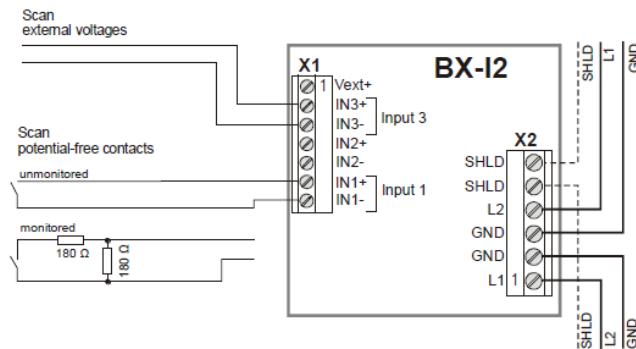 Scan
external voltages
Scan
potential-free contacts
unmonitored
monitored
180 Ω
180 Ω
BX-I2
X1
1 Vext+
IN3+
IN3-
Input 3
IN2+
IN2-
IN1+
IN1-
Input 1
X2
SHLD
SHLD
L2
GND
GND
L1 1
SHLD
L1
GND
SHLD
L2
GND